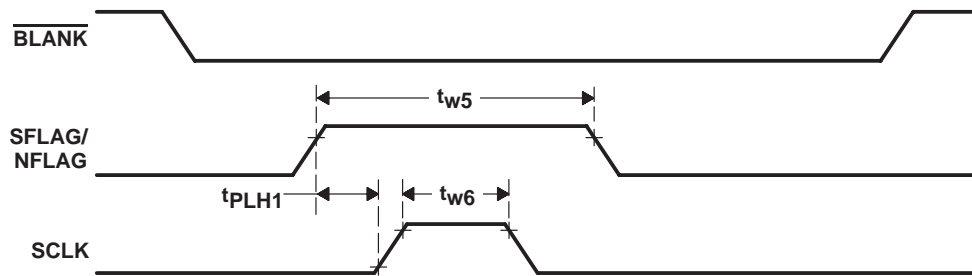 BLANK
tw5
SFLAG/
NFLAG
tPLH1
tw6
SCLK